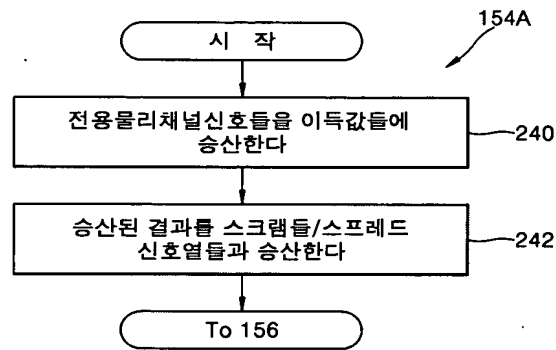 154A
시 작
전용물리채널신호들을 이득값들에
승산한다
240
승산된 결과를 스크램들/스프레드
신호열들과 승산한다
242
To 156